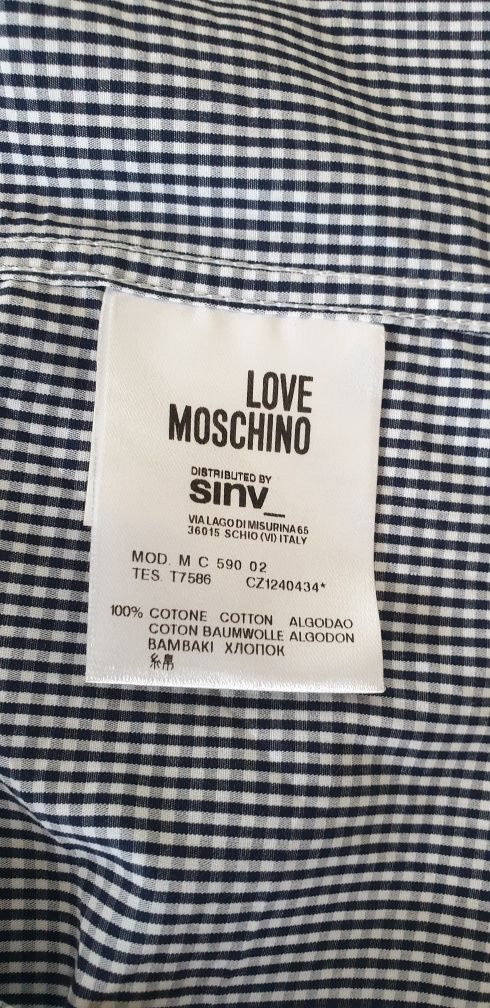 LOVE
MOSCHINO
DISTRIBUTED BY
sinv_
VIA LAGO DI MISURINA 65
36015 SCHIO (VI) ITALY
MOD. M C 590 02
TES. T7586 CZ1240434*
100% COTONE COTTON ALGODAO
COTON BAUMWOLLE ALGODON
BAMBAKI ХЛОПОК
綿